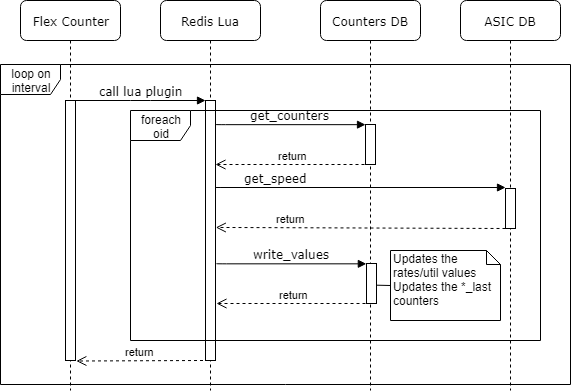 Flex Counter
Redis Lua
Counters DB
ASIC DB
loop on
interval
call lua plugin
foreach
oid
get_counters
return
get_speed
return
write_values
Updates the
rates/util values
Updates the *_last
counters
return
return